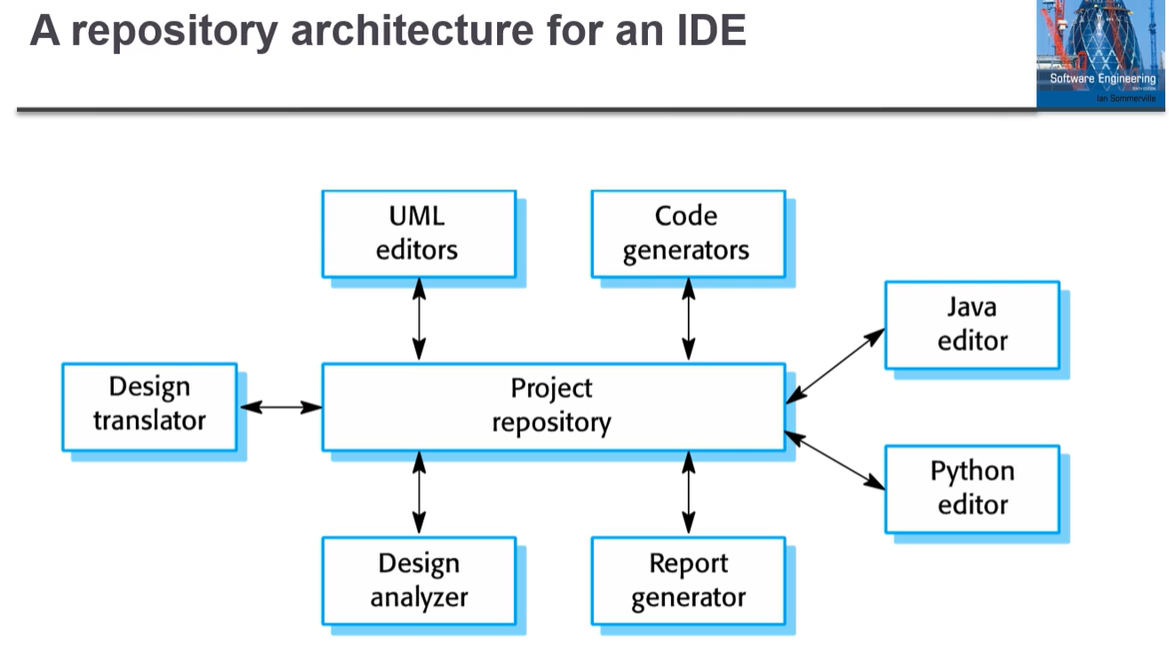 A repository architecture for an IDE
Software Engineering
Ian Sommerville
UML
editors
Code
generators
Java
editor
Design
translator
Project
repository
Python
editor
Design
analyzer
Report
generator